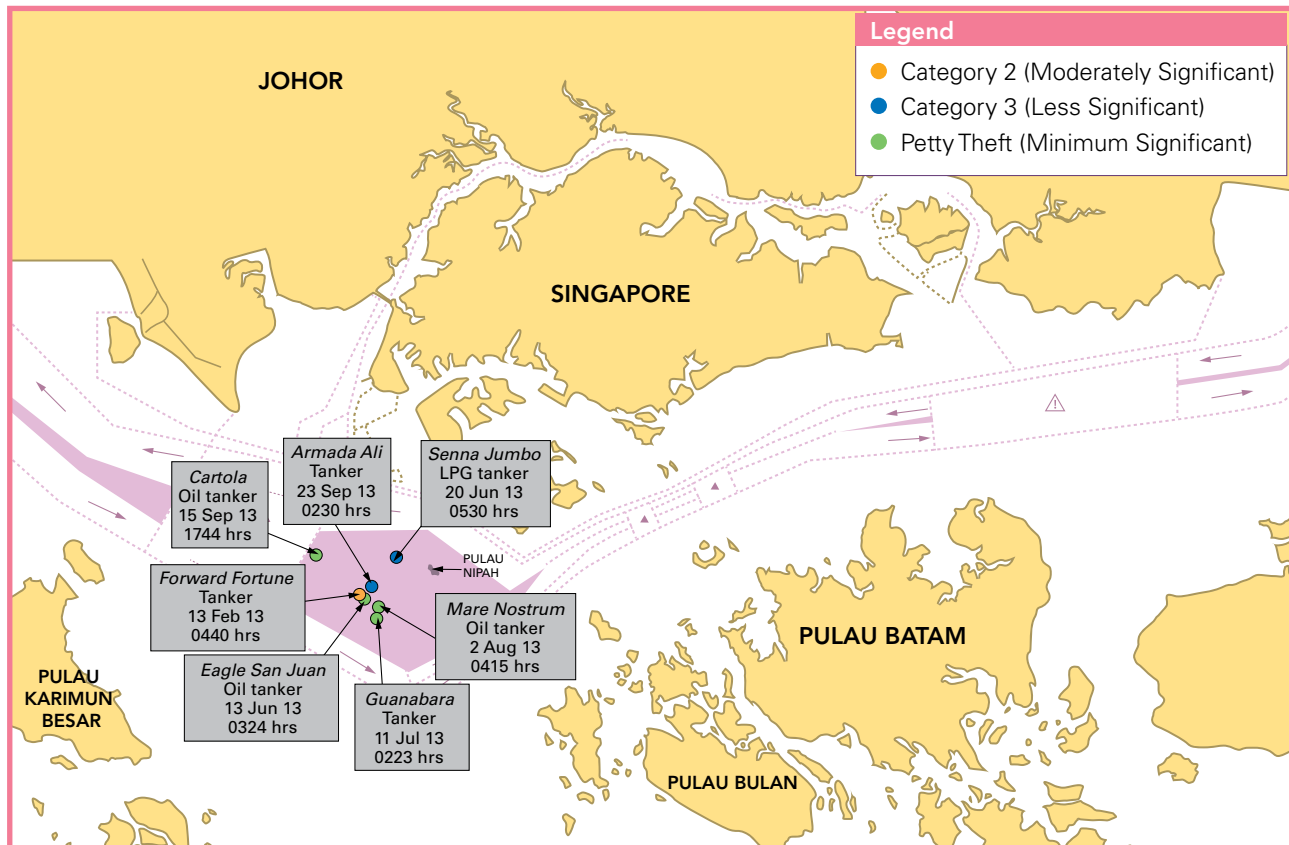 Legend
Category 2 (Moderately Significant)
Category 3 (Less Significant)
Petty Theft (Minimum Significant)
JOHOR
SINGAPORE
Armada Ali
Tanker
23 Sep 13
0230 hrs
Senna Jumbo
LPG tanker
20 Jun 13
0530 hrs
Cartola
Oil tanker
15 Sep 13
1744 hrs
PULAU
NIPAH
Forward Fortune
Tanker
13 Feb 13
0440 hrs
Mare Nostrum
Oil tanker
2 Aug 13
0415 hrs
Eagle San Juan
Oil tanker
13 Jun 13
0324 hrs
Guanabara
Tanker
11 Jul 13
0223 hrs
PULAU BATAM
PULAU
KARIMUN
BESAR
PULAU BULAN